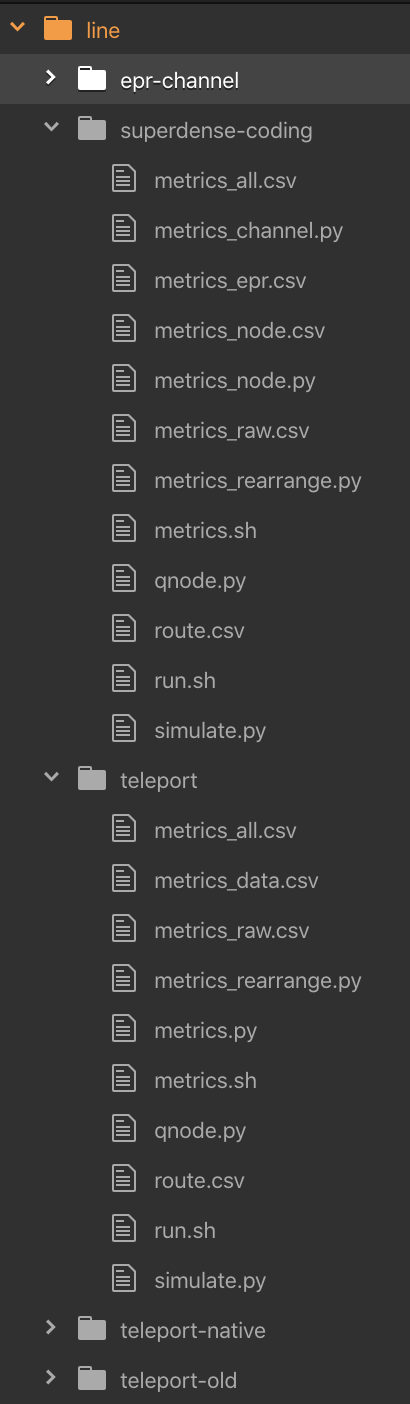 line
epr-channel
superdense-coding
metrics_all.csv
metrics_channel.py
metrics_epr.csv
metrics_node.csv
metrics_node.py
metrics_raw.csv
metrics_rearrange.py
metrics.sh
qnode.py
route.csv
run.sh
simulate.py
teleport
metrics_all.csv
metrics_data.csv
metrics_raw.csv
metrics_rearrange.py
metrics.py
metrics.sh
qnode.py
route.csv
run.sh
simulate.py
teleport-native
teleport-old